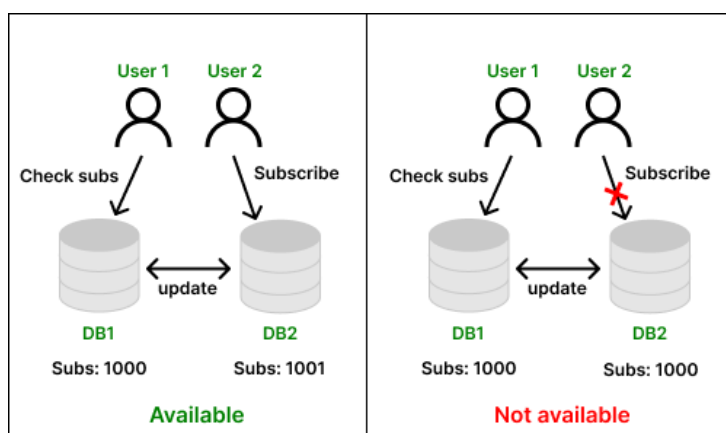 User 1 User 2
Check subs
Subscribe
update
DB1 DB2
Subs: 1000 Subs: 1001
Available
User 1 User 2
Check subs
Subscribe
update
DB1 DB2
Subs: 1000 Subs: 1000
Not available